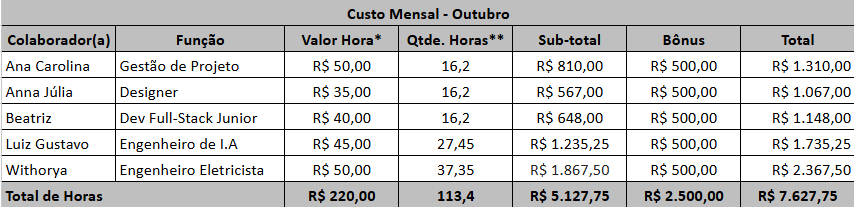 Custo Mensal - Outubro
Colaborador(a) Função Valor Hora* Qtde. Horas** Sub-total Bônus Total
Ana Carolina Gestão de Projeto R$ 50,00 16,2 R$ 810,00 R$ 500,00 R$ 1.310,00
Anna Júlia Designer R$ 35,00 16,2 R$ 567,00 R$ 500,00 R$ 1.067,00
Beatriz Dev Full-Stack Junior R$ 40,00 16,2 R$ 648,00 R$ 500,00 R$ 1.148,00
Luiz Gustavo Engenheiro de I.A R$ 45,00 27,45 R$ 1.235,25 R$ 500,00 R$ 1.735,25
Withorya Engenheiro Eletricista R$ 50,00 37,35 R$ 1.867,50 R$ 500,00 R$ 2.367,50
Total de Horas R$ 220,00 113,4 R$ 5.127,75 R$ 2.500,00 R$ 7.627,75